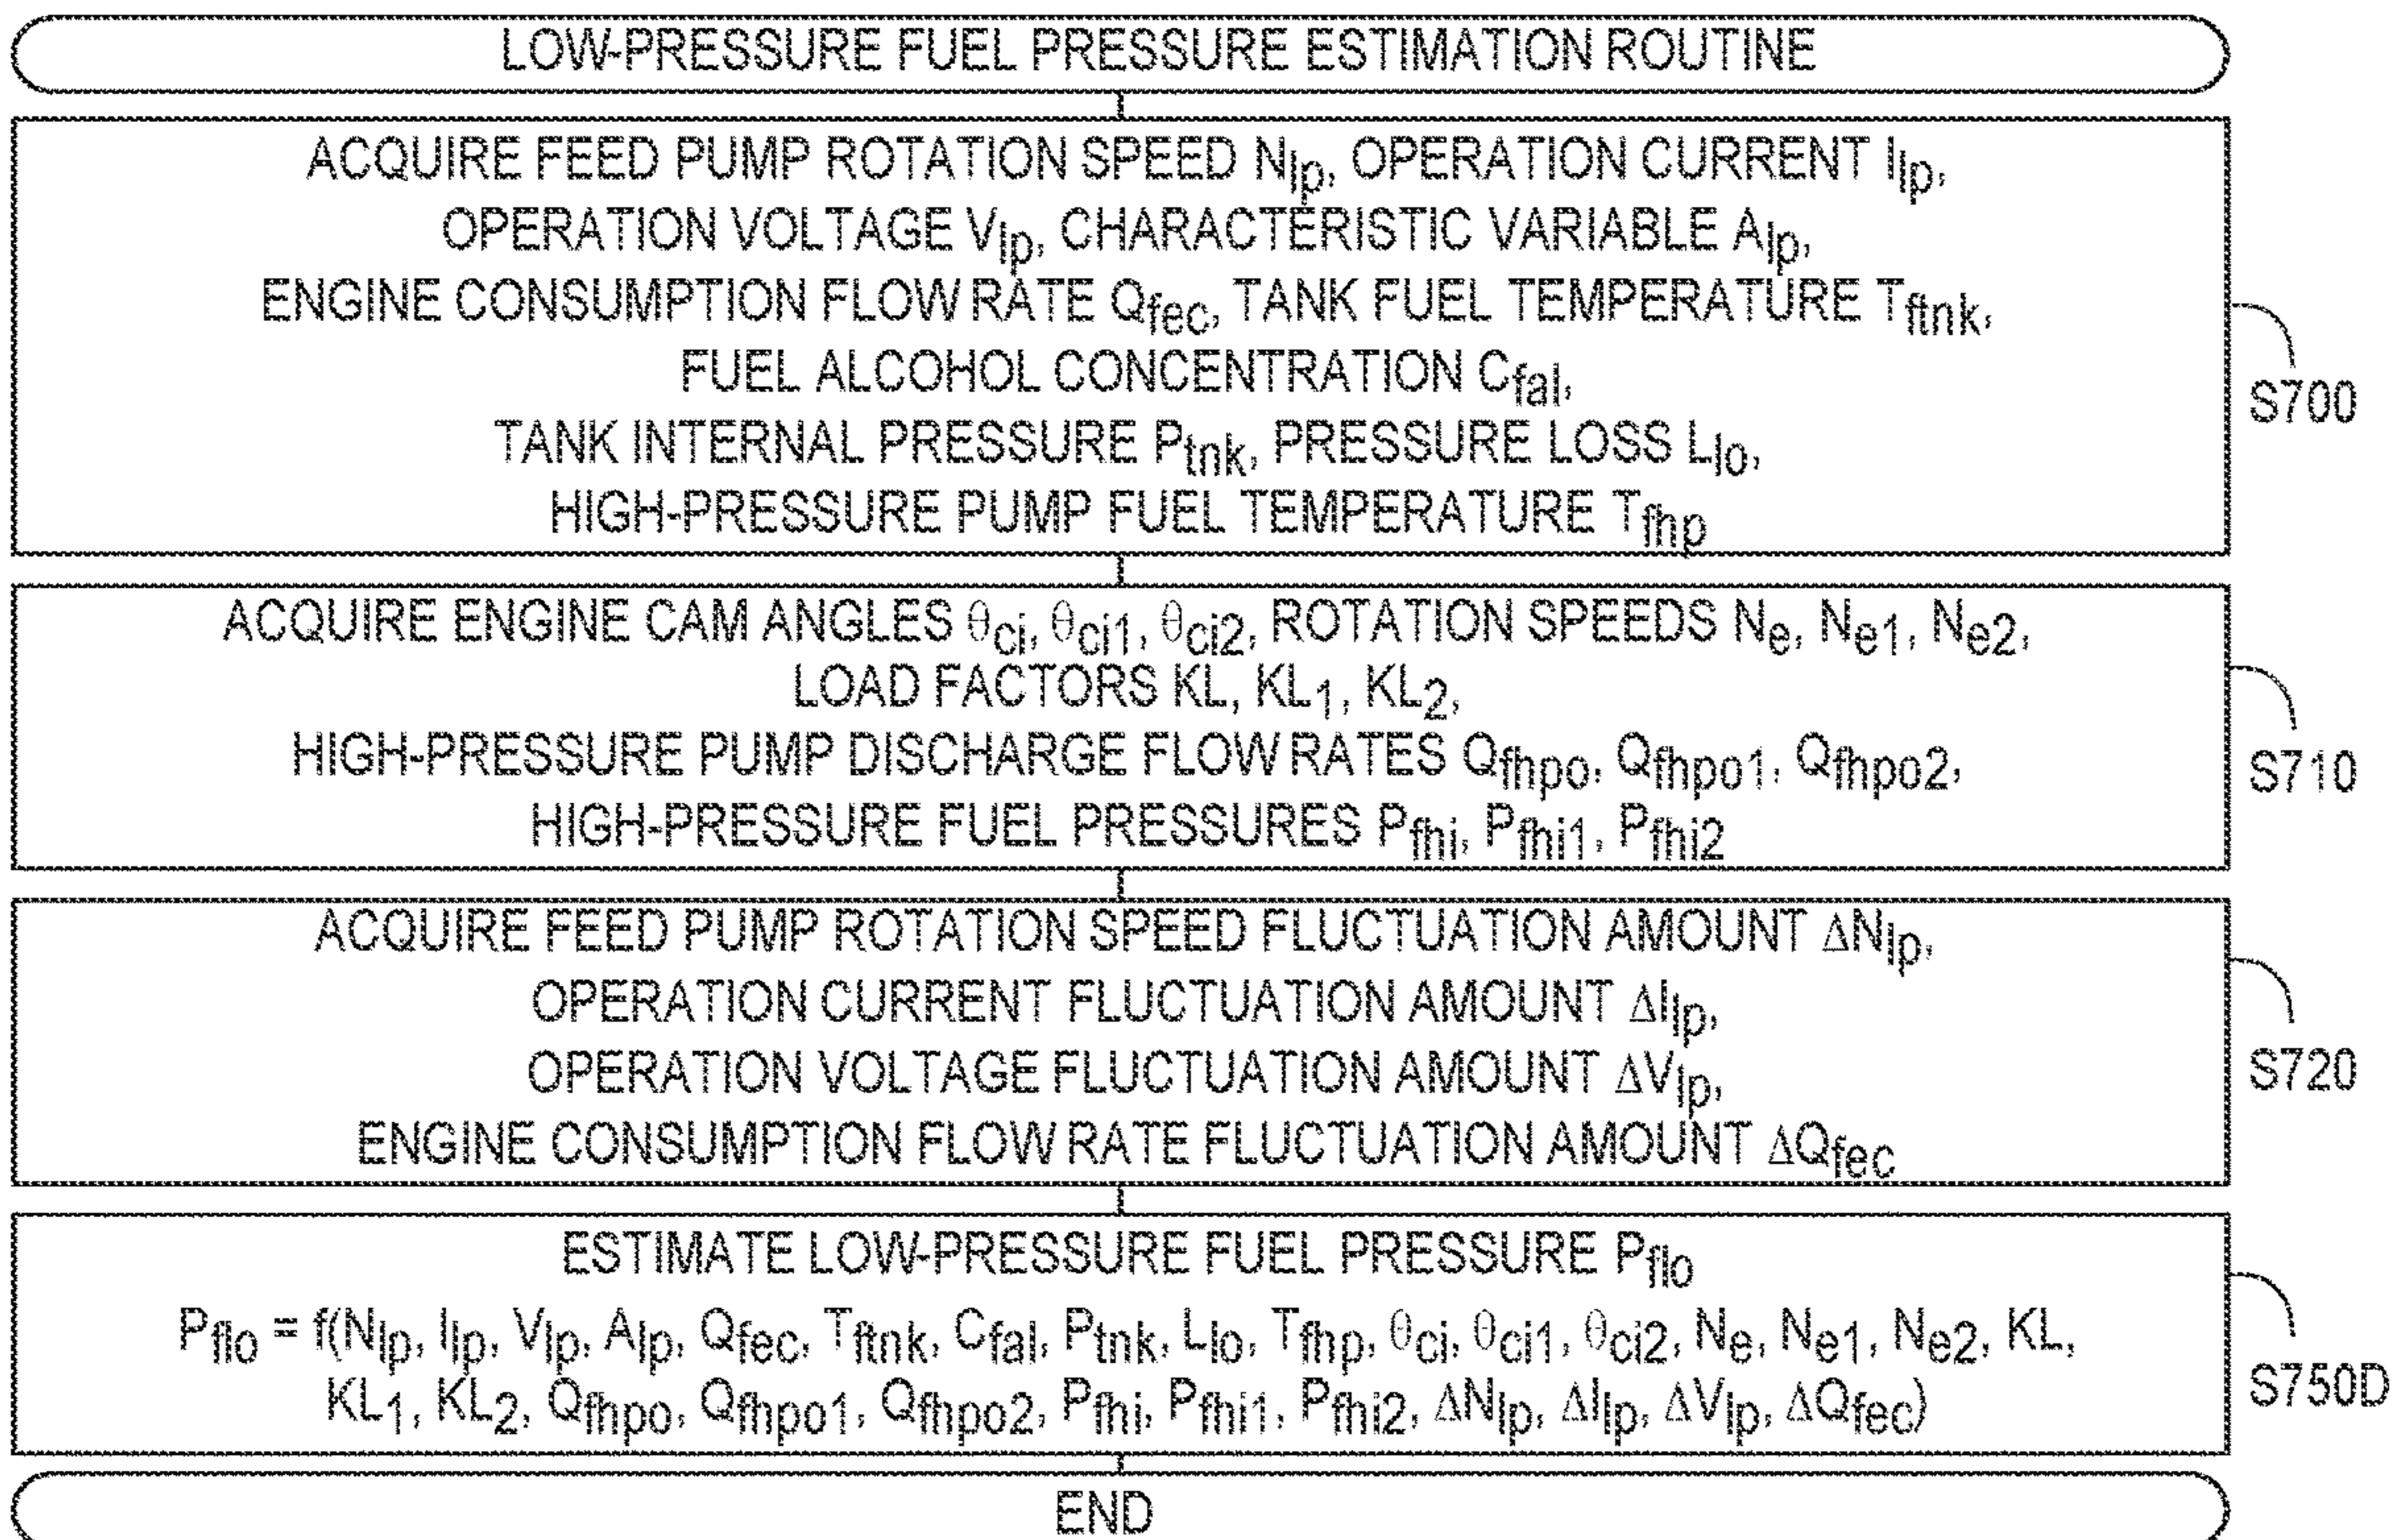 LOW-PRESSURE FUEL PRESSURE ESTIMATION ROUTINE
ACQUIRE FEED PUMP ROTATION SPEED Nlp, OPERATION CURRENT Ilp,
OPERATION VOLTAGE Vlp, CHARACTERISTIC VARIABLE Alp,
ENGINE CONSUMPTION FLOW RATE Qfec, TANK FUEL TEMPERATURE Tftnk,
FUEL ALCOHOL CONCENTRATION Cfal,
TANK INTERNAL PRESSURE Ptnk, PRESSURE LOSS Llo,
HIGH-PRESSURE PUMP FUEL TEMPERATURE Tfhp
S700
ACQUIRE ENGINE CAM ANGLES θci, θci1, θci2, ROTATION SPEEDS Ne, Ne1, Ne2,
LOAD FACTORS KL, KL1, KL2,
HIGH-PRESSURE PUMP DISCHARGE FLOW RATES Qfhpo, Qfhpo1, Qfhpo2,
HIGH-PRESSURE FUEL PRESSURES Pfhi, Pfhi1, Pfhi2
S710
ACQUIRE FEED PUMP ROTATION SPEED FLUCTUATION AMOUNT ΔNlp,
OPERATION CURRENT FLUCTUATION AMOUNT ΔIlp,
OPERATION VOLTAGE FLUCTUATION AMOUNT ΔVlp,
ENGINE CONSUMPTION FLOW RATE FLUCTUATION AMOUNT ΔQfec
S720
ESTIMATE LOW-PRESSURE FUEL PRESSURE Pflo
Pflo = f(Nlp, Ilp, Vlp, Alp, Qfec, Tftnk, Cfal, Ptnk, Llo, Tfhp, θci, θci1, θci2, Ne, Ne1, Ne2, KL,
KL1, KL2, Qfhpo, Qfhpo1, Qfhpo2, Pfhi, Pfhi1, Pfhi2, ΔNlp, ΔIlp, ΔVlp, ΔQfec)
S750D
END